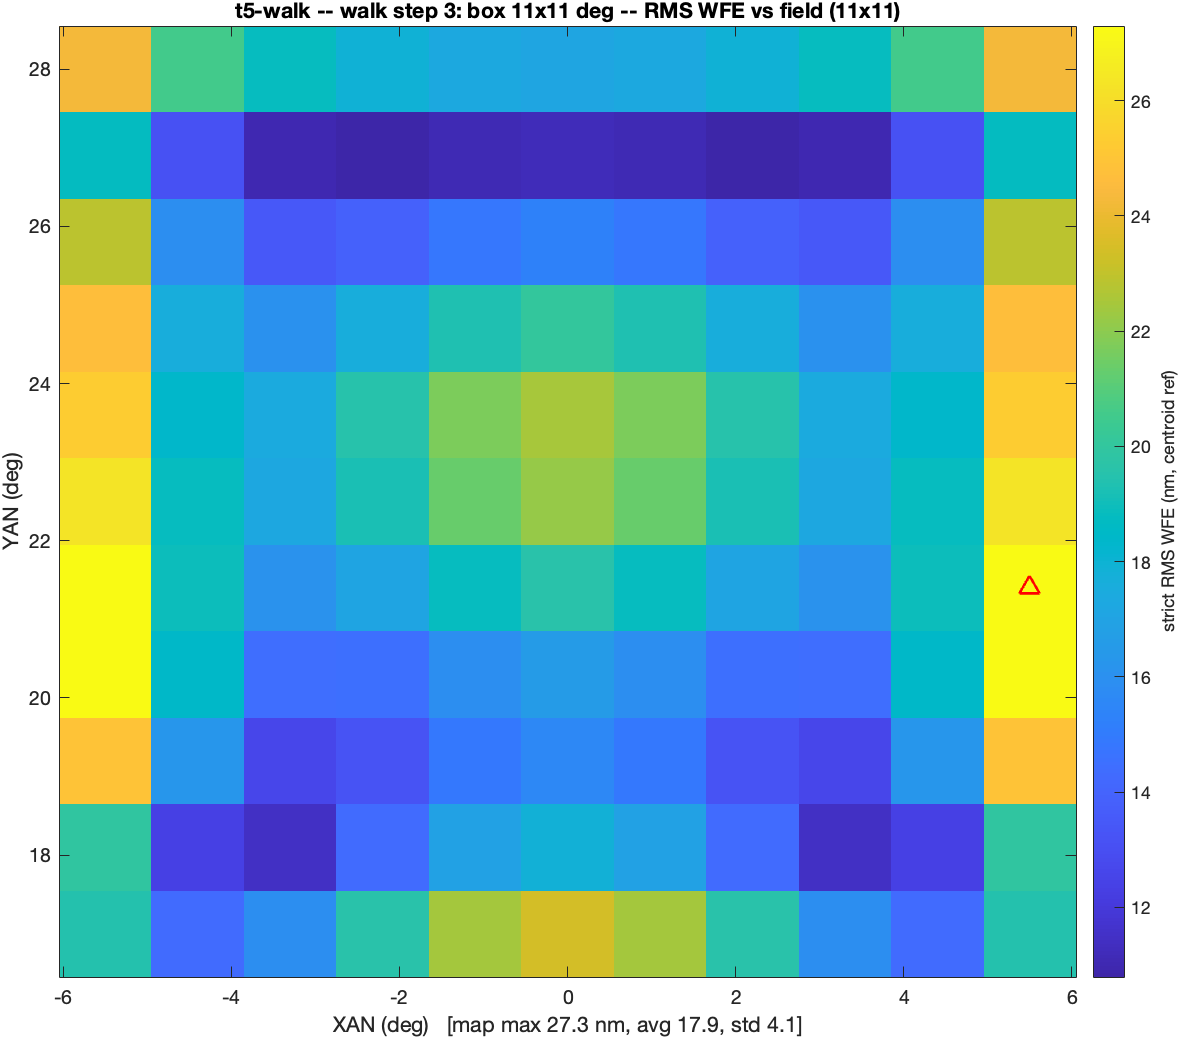 t5-walk -- walk step 3: box 11x11 deg -- RMS WFE vs field (11x11)
28
26
24
22
20
18
YAN (deg)
-6 -4 -2 0 2 4 6
XAN (deg) [map max 27.3 nm, avg 17.9, std 4.1]
26
24
22
20
18
16
14
12
strict RMS WFE (nm, centroid ref)